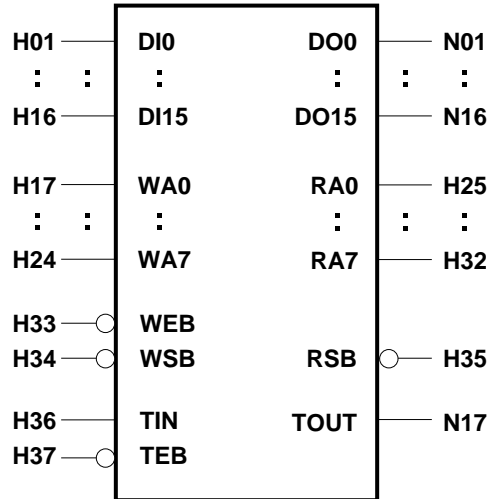 H01 DI0 DO0 N01
: : : : : :
H16 DI15 DO15 N16
H17 WA0 RA0 H25
: : : : : :
H24 WA7 RA7 H32
H33 WEB
H34 WSB RSB H35
H36 TIN TOUT N17
H37 TEB